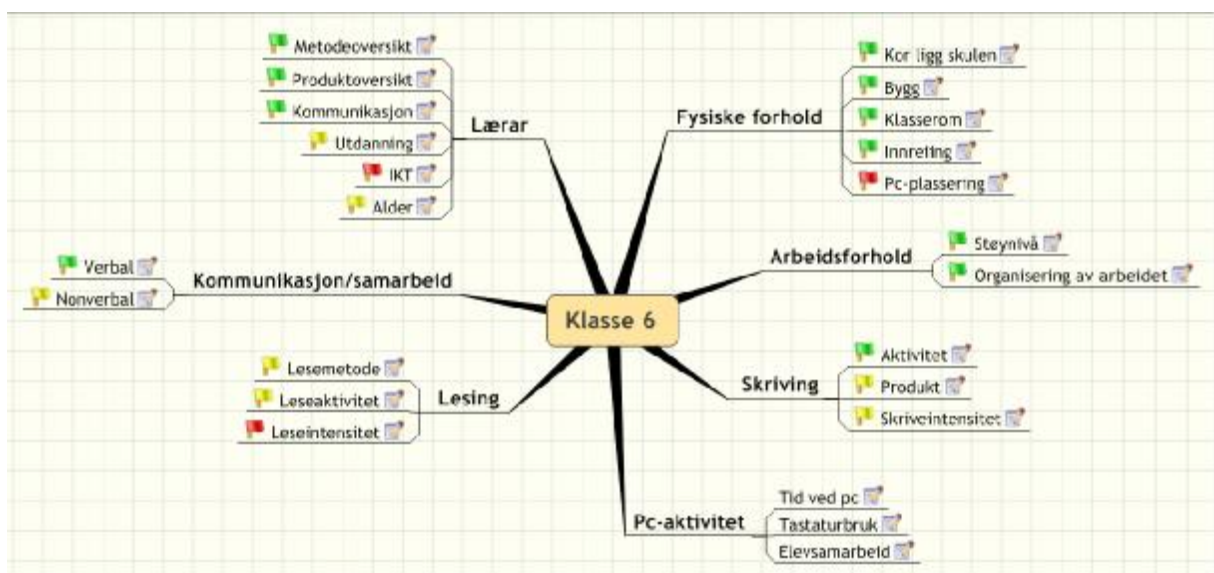 Metodeoversikt
Produktoversikt
Kommunikasjon
Utdanning
IKT
Alder
Lærar
Fysiske forhold
Kor ligg skulen
Bygg
Klasserom
Innreiing
Pc-plassering
Verbal
Nonverbal
Kommunikasjon/samarbeid
Arbeidsforhold
Støynivå
Organisering av arbeidet
Klasse 6
Lesemetode
Leseaktivitet
Leseintensitet
Lesing
Skriving
Aktivitet
Produkt
Skriveintensitet
Pc-aktivitet
Tid ved pc
Tastaturbruk
Elevsamarbeid